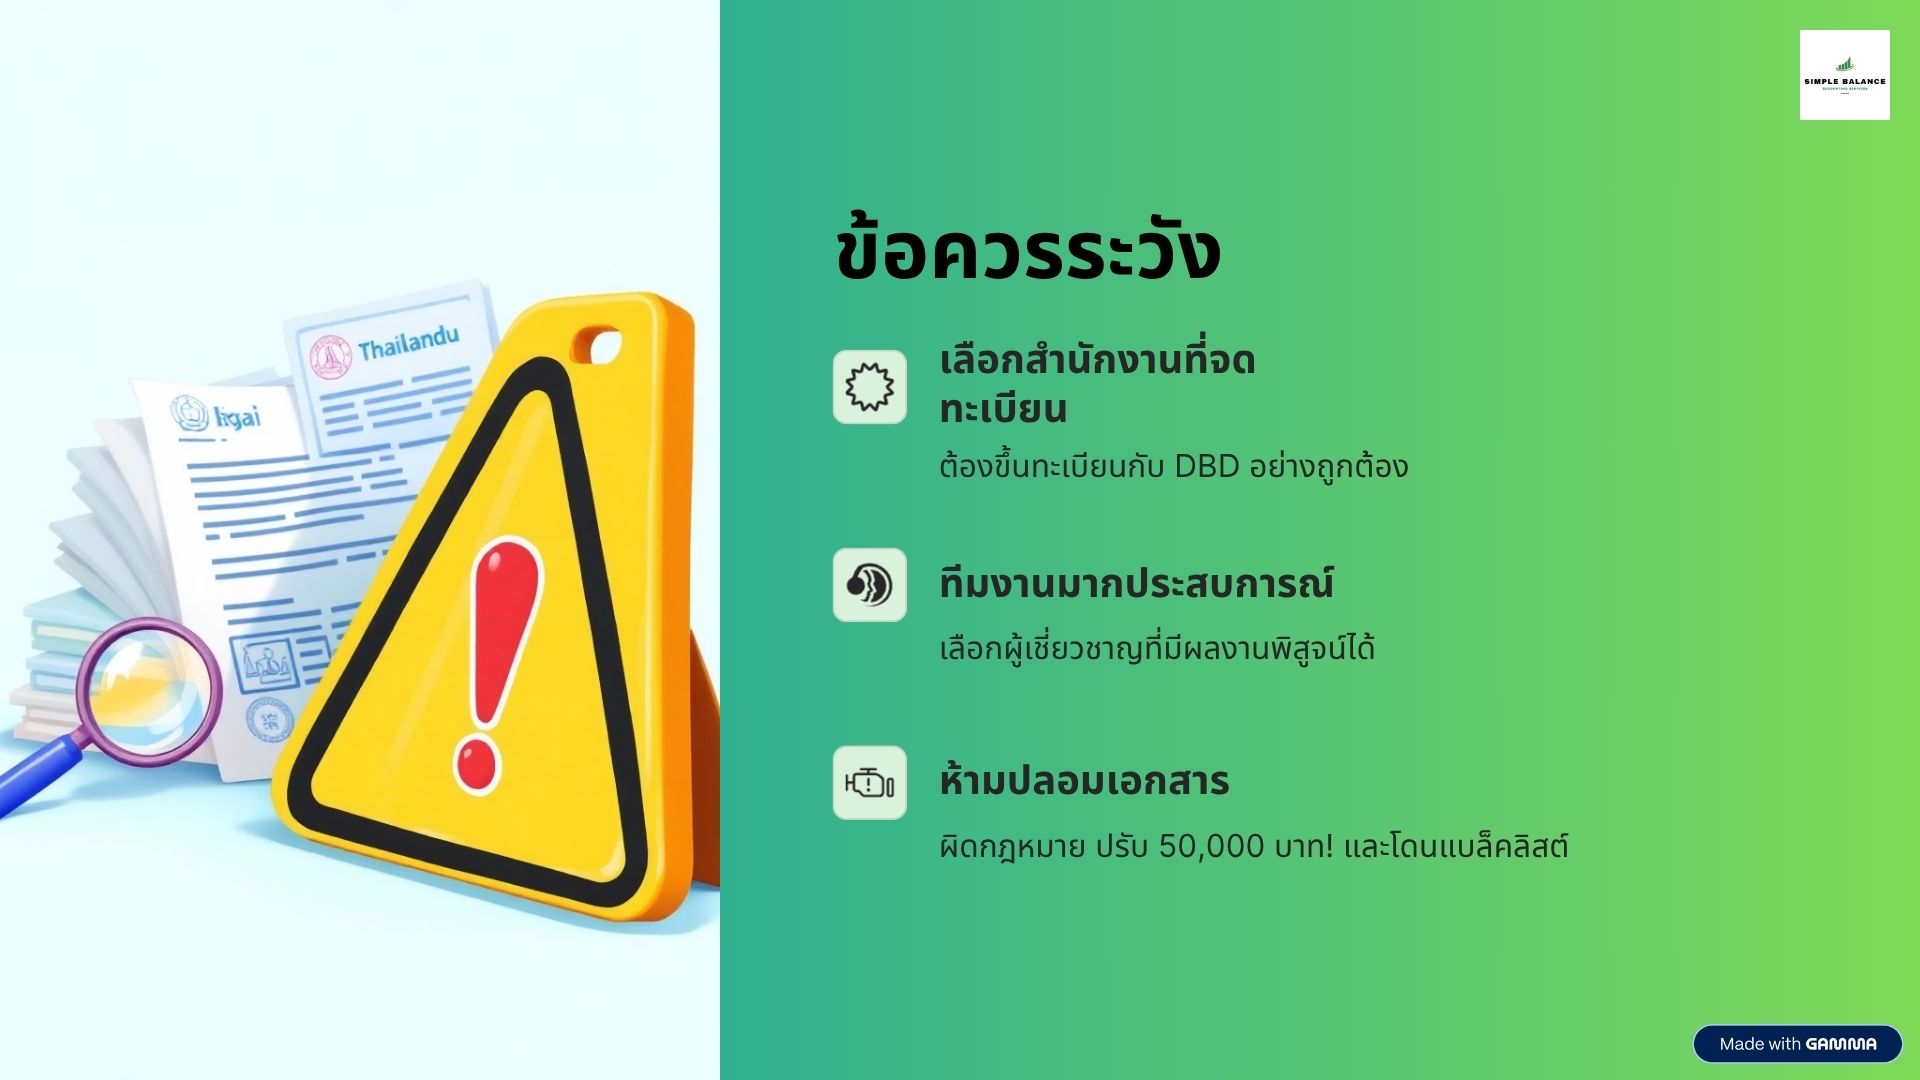 SIMPLE BALANCE
ACCOUNTING SERVICES
ข้อควรระวัง
Thailandu
ligai
เลือกสำนักงานที่จด
ทะเบียน
ต้องขึ้นทะเบียนกับ DBD อย่างถูกต้อง
ทีมงานมากประสบการณ์
เลือกผู้เชี่ยวชาญที่มีผลงานพิสูจน์ได้
ห้ามปลอมเอกสาร
ผิดกฎหมาย ปรับ 50,000 บาท! และโดนแบล็คลิสต์
Made with GAMMA